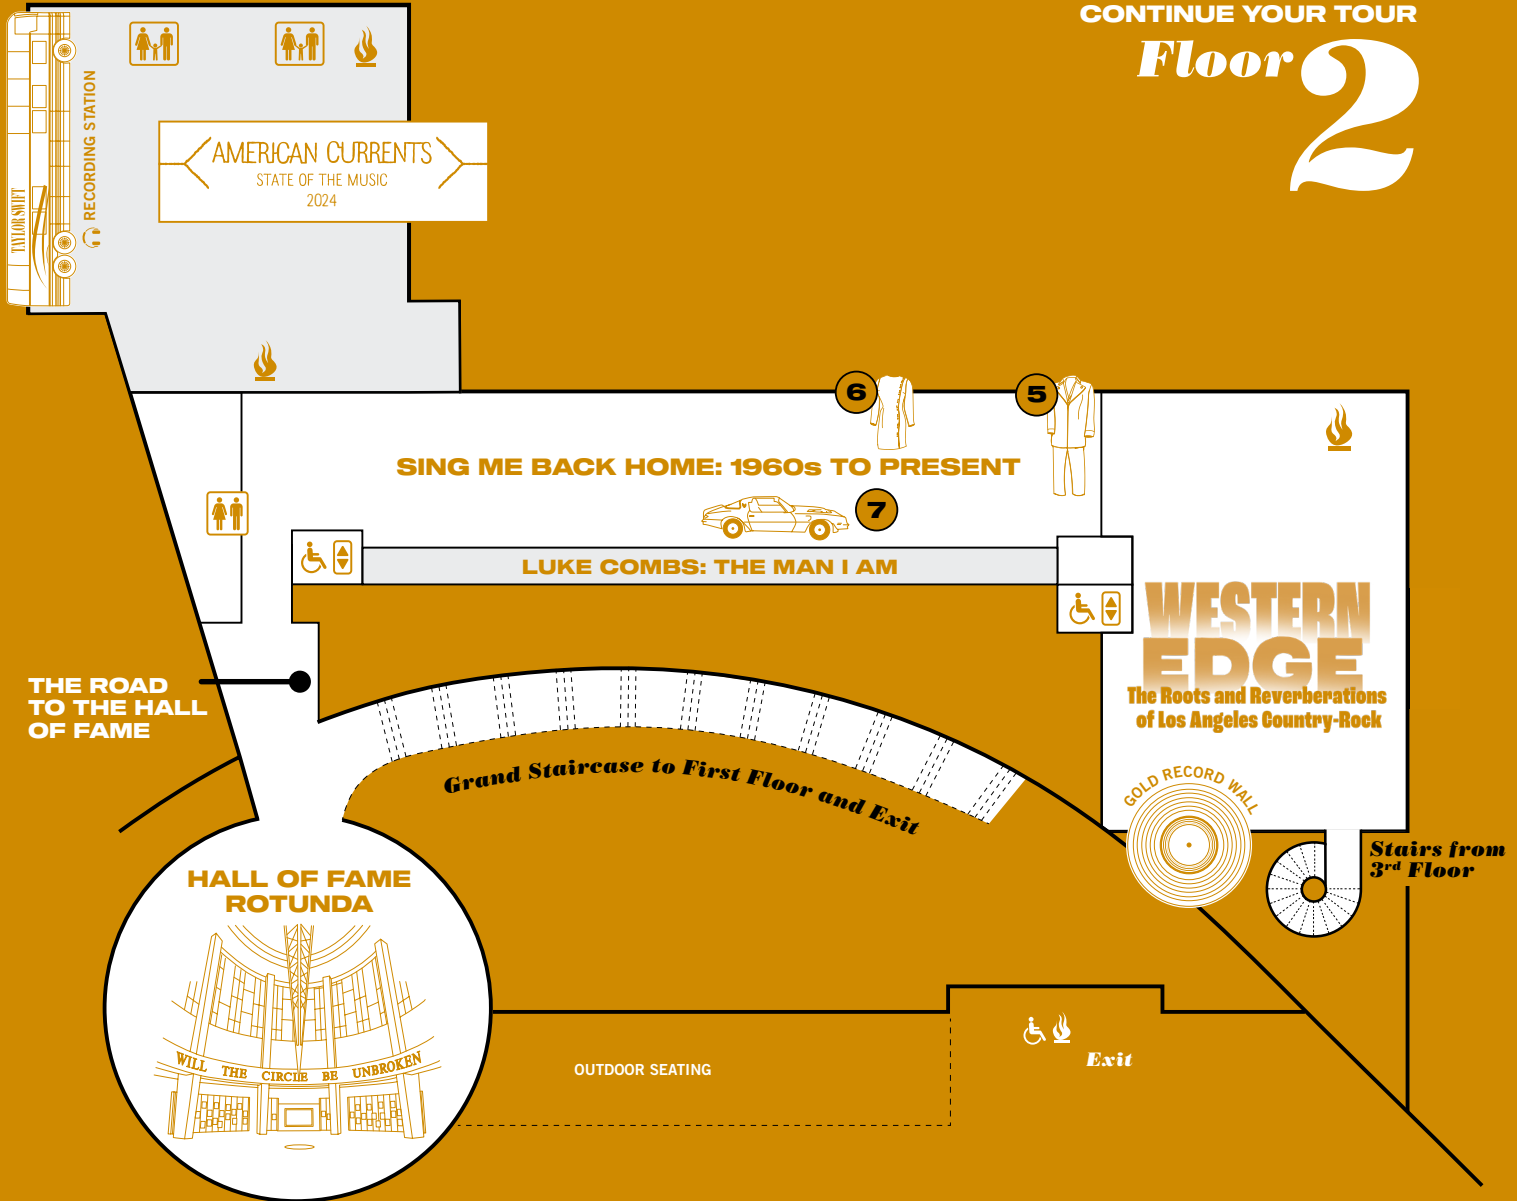 CONTINUE YOUR TOUR
Floor 2
RECORDING STATION
TAYLOR SWIFT
AMERICAN CURRENTS
STATE OF THE MUSIC
2024
6
5
SING ME BACK HOME: 1960s TO PRESENT
7
LUKE COMBS: THE MAN I AM
WESTERN
EDGE
The Roots and Reverberations
of Los Angeles Country-Rock
THE ROAD
TO THE HALL
OF FAME
Grand Staircase to First Floor and Exit
GOLD RECORD WALL
Stairs from
3rd Floor
HALL OF FAME
ROTUNDA
WILL THE CIRCLE BE UNBROKEN
OUTDOOR SEATING
Exit